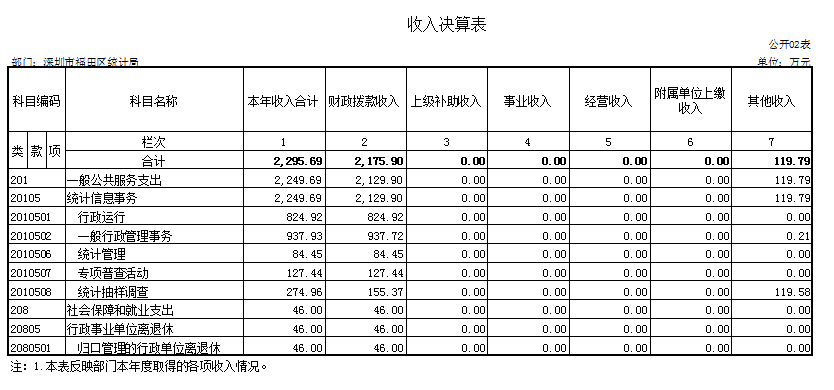 收入决算表
公开02表
部门：深圳市福田区统计局 单位：万元
科目编码 科目名称 本年收入合计 财政拨款收入 上级补助收入 事业收入 经营收入 附属单位上缴收入 其他收入
类 款 项 栏次 1 2 3 4 5 6 7
合计 2,295.69 2,175.90 0.00 0.00 0.00 0.00 119.79
201 一般公共服务支出 2,249.69 2,129.90 0.00 0.00 0.00 0.00 119.79
20105 统计信息事务 2,249.69 2,129.90 0.00 0.00 0.00 0.00 119.79
2010501 行政运行 824.92 824.92 0.00 0.00 0.00 0.00 0.00
2010502 一般行政管理事务 937.93 937.72 0.00 0.00 0.00 0.00 0.21
2010506 统计管理 84.45 84.45 0.00 0.00 0.00 0.00 0.00
2010507 专项普查活动 127.44 127.44 0.00 0.00 0.00 0.00 0.00
2010508 统计抽样调查 274.96 155.37 0.00 0.00 0.00 0.00 119.58
208 社会保障和就业支出 46.00 46.00 0.00 0.00 0.00 0.00 0.00
20805 行政事业单位离退休 46.00 46.00 0.00 0.00 0.00 0.00 0.00
2080501 归口管理的行政单位离退休 46.00 46.00 0.00 0.00 0.00 0.00 0.00
注：1.本表反映部门本年度取得的各项收入情况。